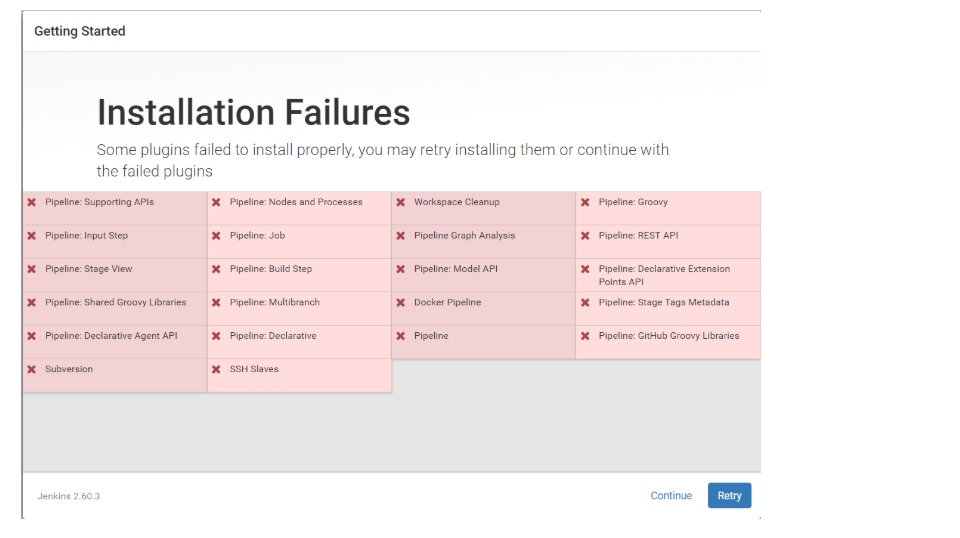 Getting Started
Installation Failures
Some plugins failed to install properly, you may retry installing them or continue with
the failed plugins
Pipeline: Supporting APIs
Pipeline: Nodes and Processes
Workspace Cleanup
Pipeline: Groovy
Pipeline: Input Step
Pipeline: Job
Pipeline Graph Analysis
Pipeline: REST API
Pipeline: Stage View
Pipeline: Build Step
Pipeline: Model API
Pipeline: Declarative Extension
Points API
Pipeline: Shared Groovy Libraries
Pipeline: Multibranch
Docker Pipeline
Pipeline: Stage Tags Metadata
Pipeline: Declarative Agent API
Pipeline: Declarative
Pipeline
Pipeline: GitHub Groovy Libraries
Subversion
SSH Slaves
Jenkins 2.60.3
Continue
Retry